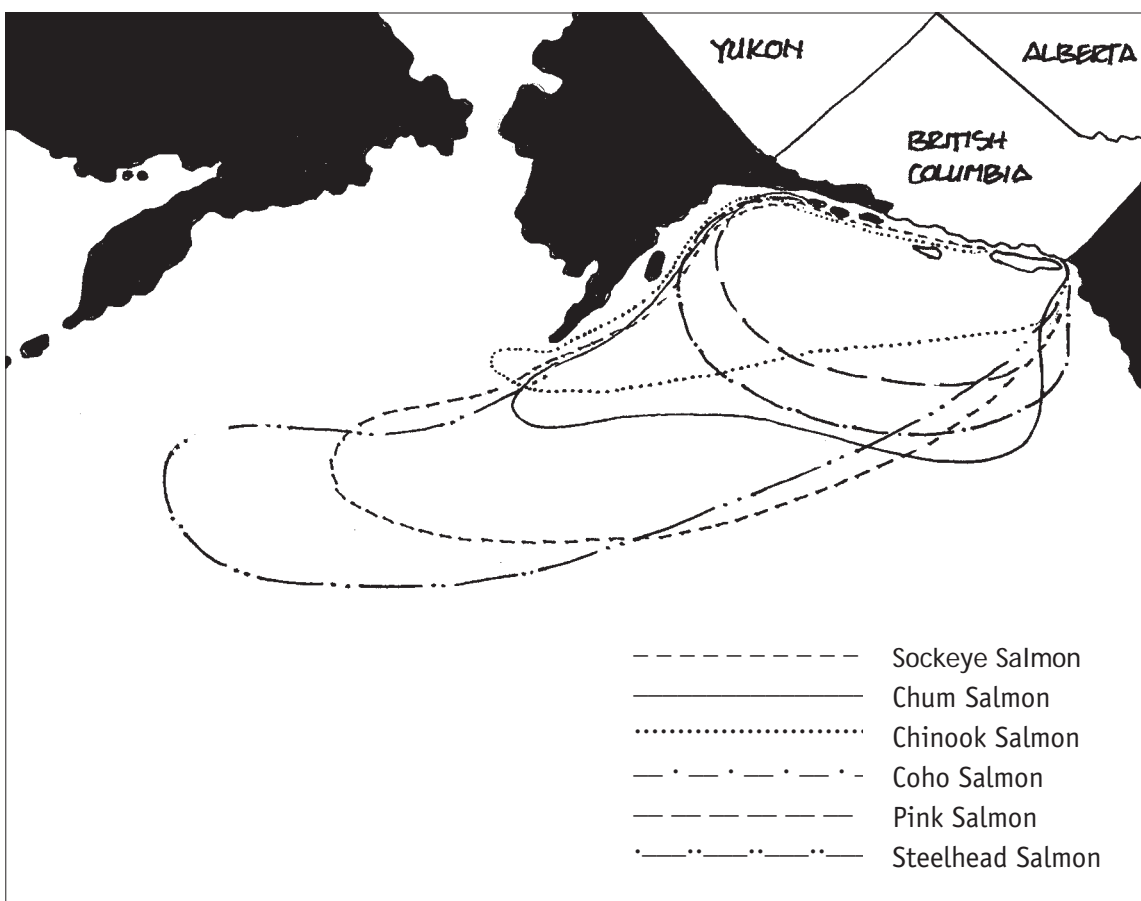 YUKON
ALBERTA
BRITISH
COLUMBIA
Sockeye Salmon
Chum Salmon
Chinook Salmon
Coho Salmon
Pink Salmon
Steelhead Salmon